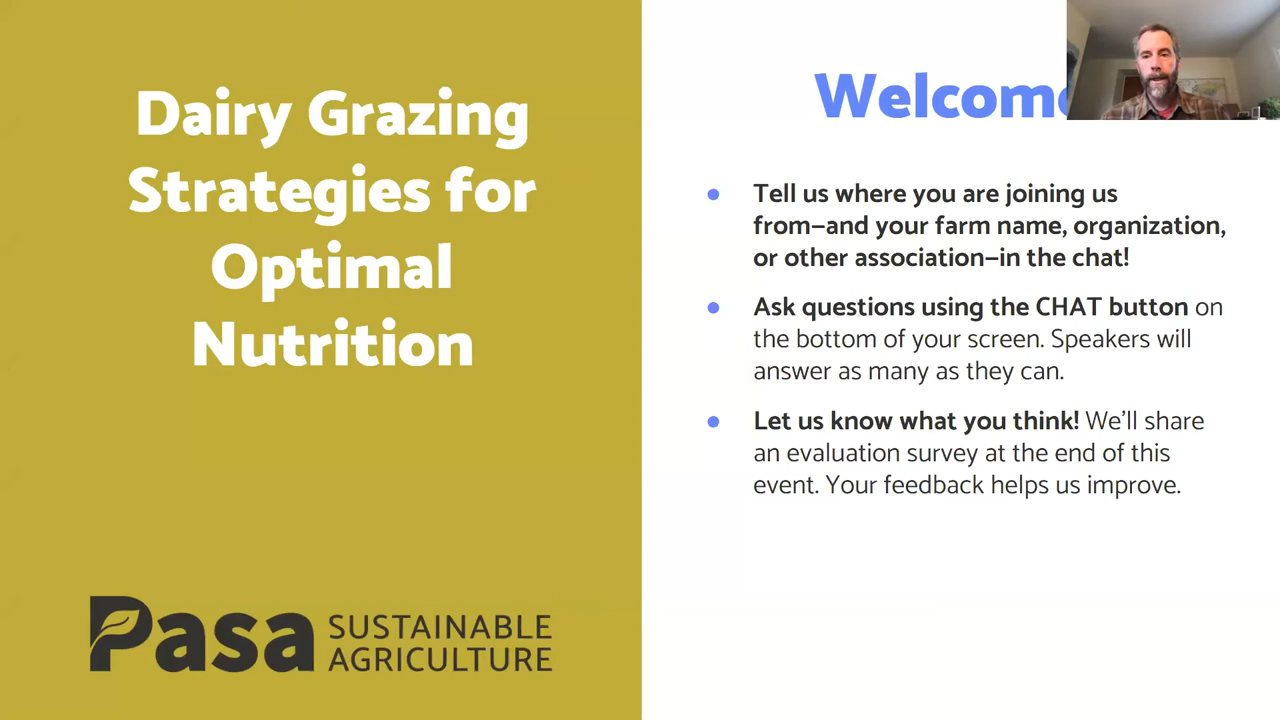 Dairy Grazing
Strategies for
Optimal
Nutrition
Pasa SUSTAINABLE
AGRICULTURE
Welcome
Tell us where you are joining us
from—and your farm name, organization,
or other association—in the chat!
Ask questions using the CHAT button on
the bottom of your screen. Speakers will
answer as many as they can.
Let us know what you think! We'll share
an evaluation survey at the end of this
event. Your feedback helps us improve.